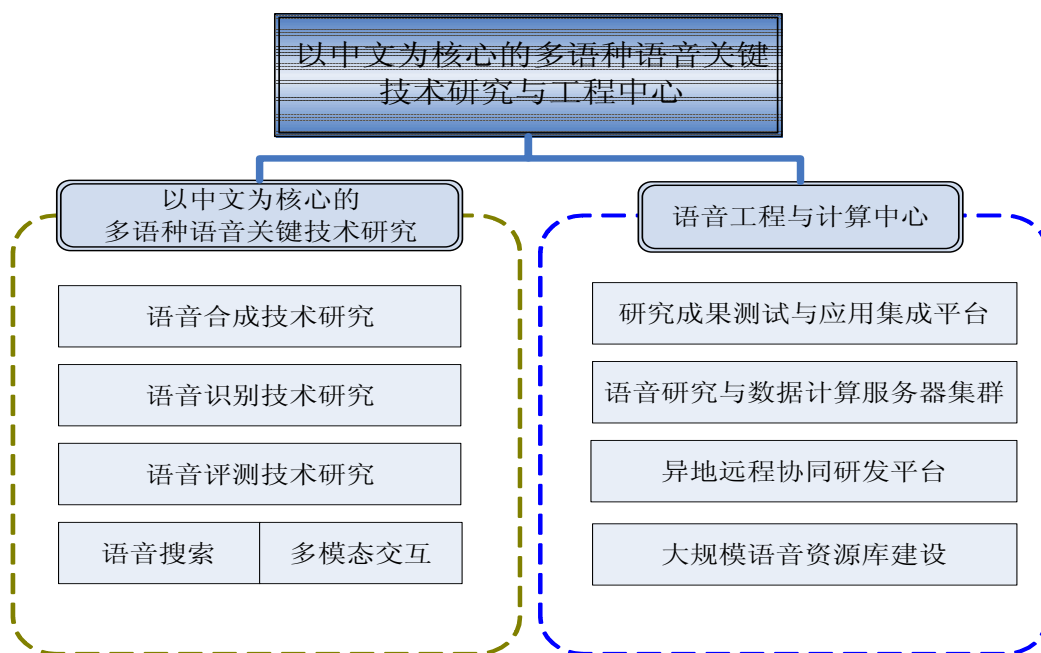 以中文为核心的多语种语音关键
技术研究与工程中心
以中文为核心的
多语种语音关键技术研究
语音合成技术研究
语音识别技术研究
语音评测技术研究
语音搜索
多模态交互
语音工程与计算中心
研究成果测试与应用集成平台
语音研究与数据计算服务器集群
异地远程协同研发平台
大规模语音资源库建设